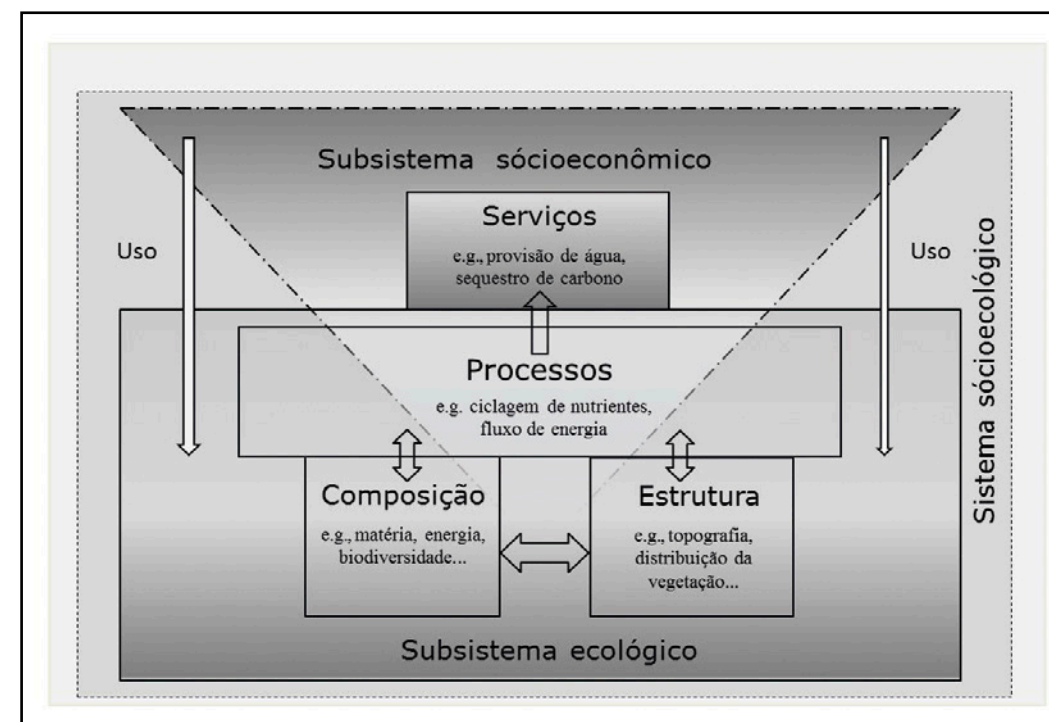 Subsistema sócioeconômico
Serviços
e.g., provisão de água,
sequestro de carbono
Uso
Uso
Processos
e.g. ciclagem de nutrientes,
fluxo de energia
Composição
e.g., matéria, energia,
biodiversidade...
Estrutura
e.g., topografia,
distribuição da
vegetação...
Subsistema ecológico
Sistema sócioecológico